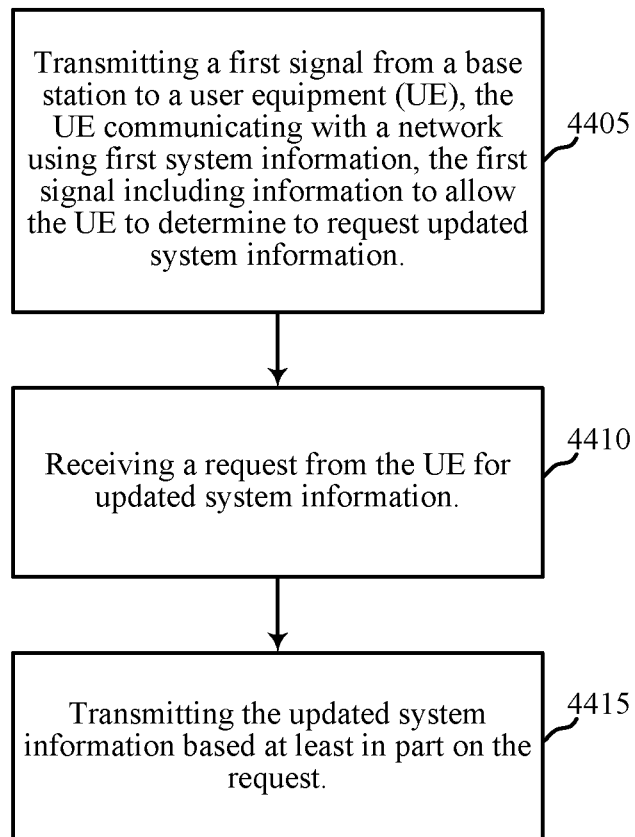 Transmitting a first signal from a base
station to a user equipment (UE), the
UE communicating with a network
using first system information, the first
signal including information to allow
the UE to determine to request updated
system information.
4405
Receiving a request from the UE for
updated system information.
4410
Transmitting the updated system
information based at least in part on the
request.
4415